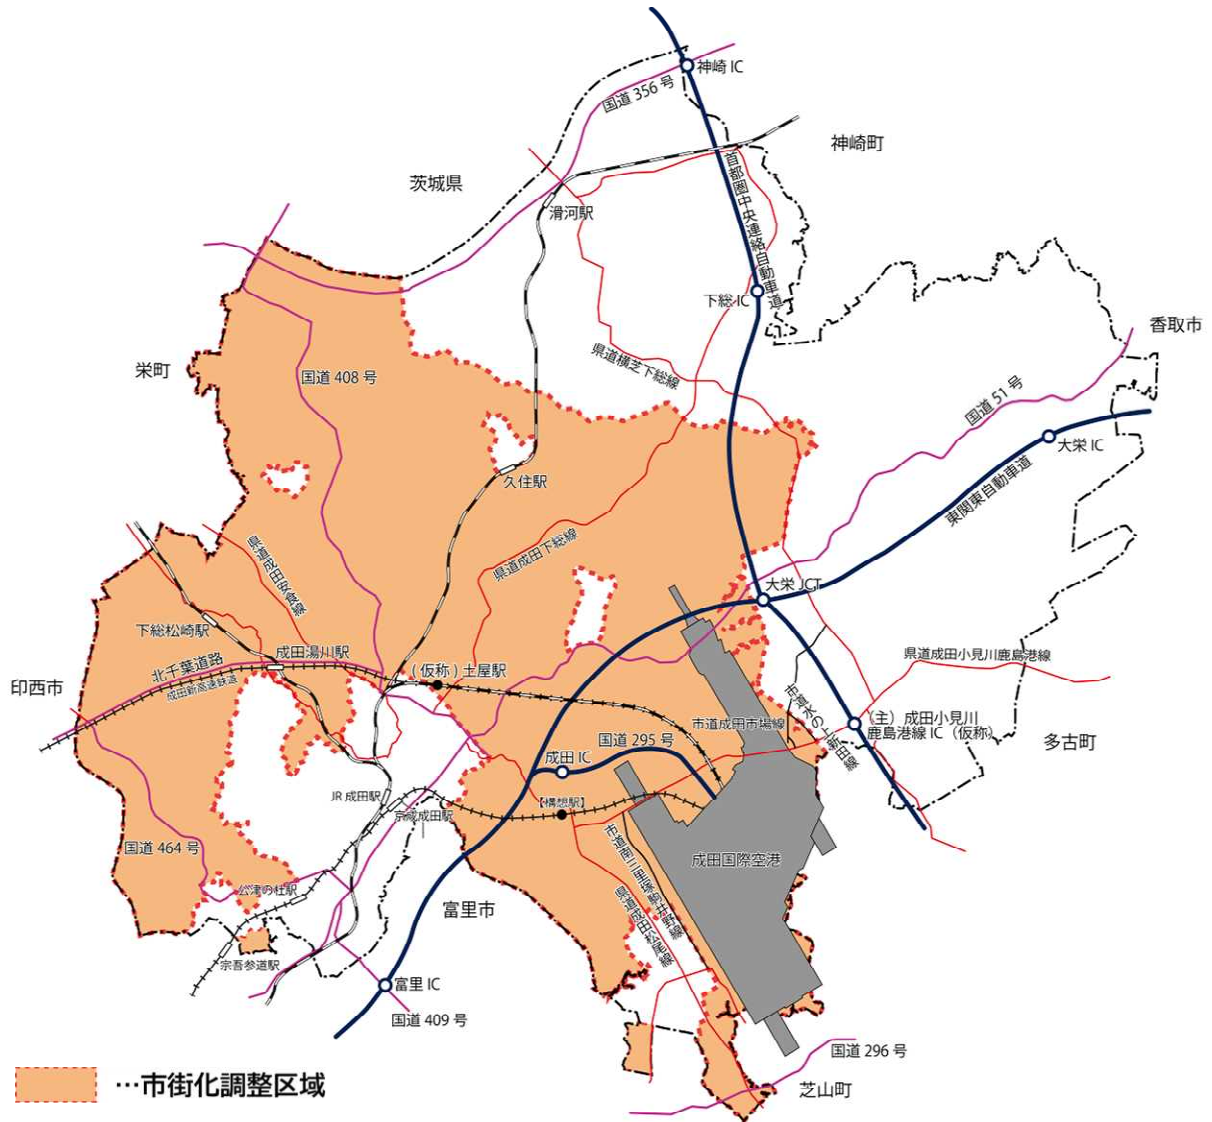 神崎 IC
国道 356 号
神崎町
茨城県
首都圏中央連絡自動車道
滑河駅
下総 IC
香取市
県道横芝下総線
栄町
国道 408 号
国道 51 号
大栄 IC
東関東自動車道
久住駅
県道成田安食線
県道成田下総線
大栄 JCT
下総松崎駅
成田湯川駅
北千葉道路
成田新高速鉄道
(仮称) 土屋駅
県道成田小見川鹿島港線
印西市
市道成田市場線
市道水の上新田線
(主) 成田小見川
鹿島港線 IC (仮称)
多古町
国道 295 号
成田 IC
JR 成田駅
京成成田駅
【構想駅】
国道 464 号
市道南三里塚駒井野線
成田国際空港
公津の杜駅
県道成田松尾線
富里市
宗吾参道駅
富里 IC
国道 409 号
国道 296 号
芝山町
…市街化調整区域